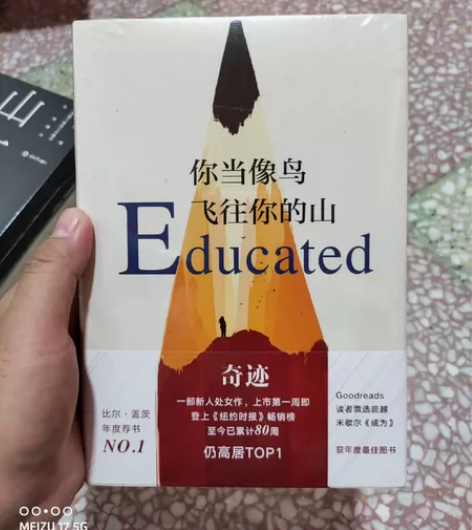 你当像鸟
飞往你的山
Educated
奇迹
一部新人处女作，上市第一周即
登上《纽约时报》畅销榜
至今已累计80周
仍高居TOP1
比尔·盖茨
年度荐书
NO.1
Goodreads
读者票选超越
米歇尔《成为》
获年度最佳图书
MEIZU 17 5G